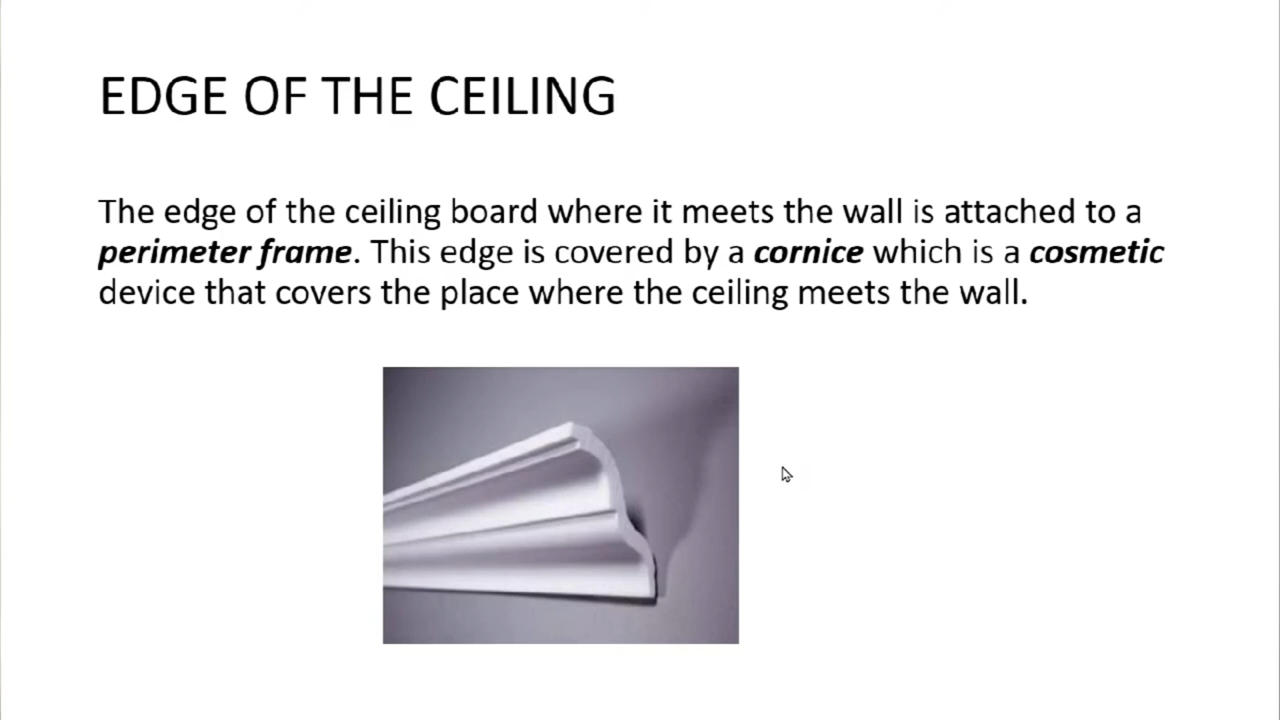 EDGE OF THE CEILING
The edge of the ceiling board where it meets the wall is attached to a
perimeter frame. This edge is covered by a cornice which is a cosmetic
device that covers the place where the ceiling meets the wall.